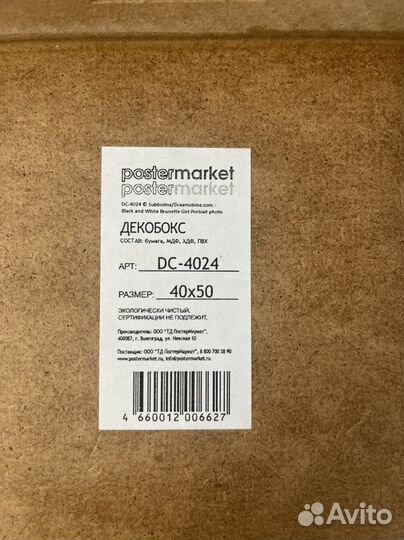 postermarket
postermarket
DC-4024 © Subbotina/Dreamstime.com -
Black and White Brunette Girl Portrait photo
ДЕКОБОКС
СОСТАВ: бумага, МДФ, ХДФ, ПВХ
АРТ: DC-4024
РАЗМЕР: 40x50
ЭКОЛОГИЧЕСКИ ЧИСТЫЙ,
СЕРТИФИКАЦИИ НЕ ПОДЛЕЖИТ.
Производитель: ООО "ТД ПостерМаркет",
400087, г. Волгоград, ул. Невская 10
Поставщик: ООО "ТД ПостерМаркет", 8 800 700 38 90
www.postermarket.ru, info@postermarket.ru
4 660012 006627
Avito